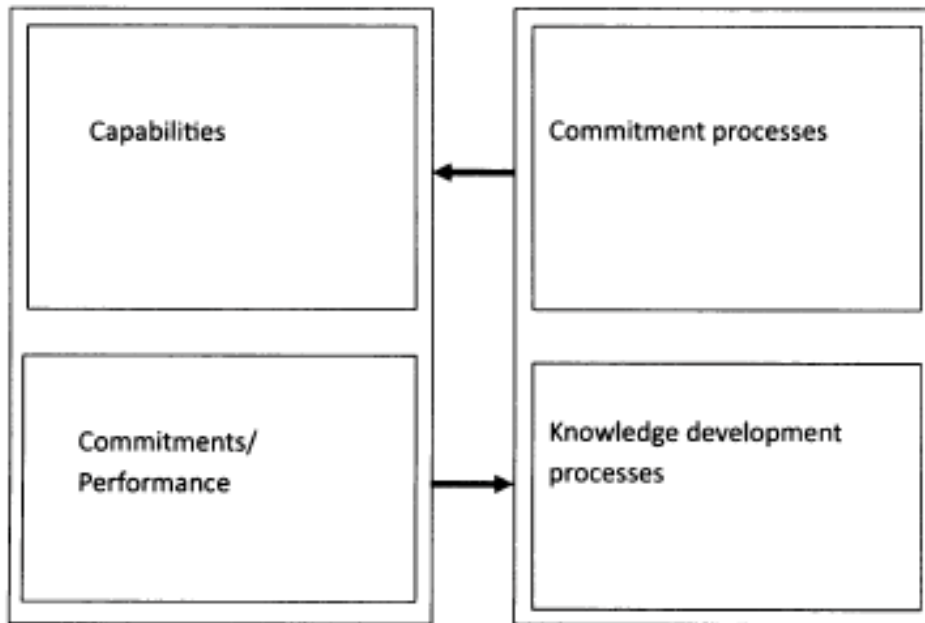 Capabilities
Commitment processes
Commitments/
Performance
Knowledge development
processes